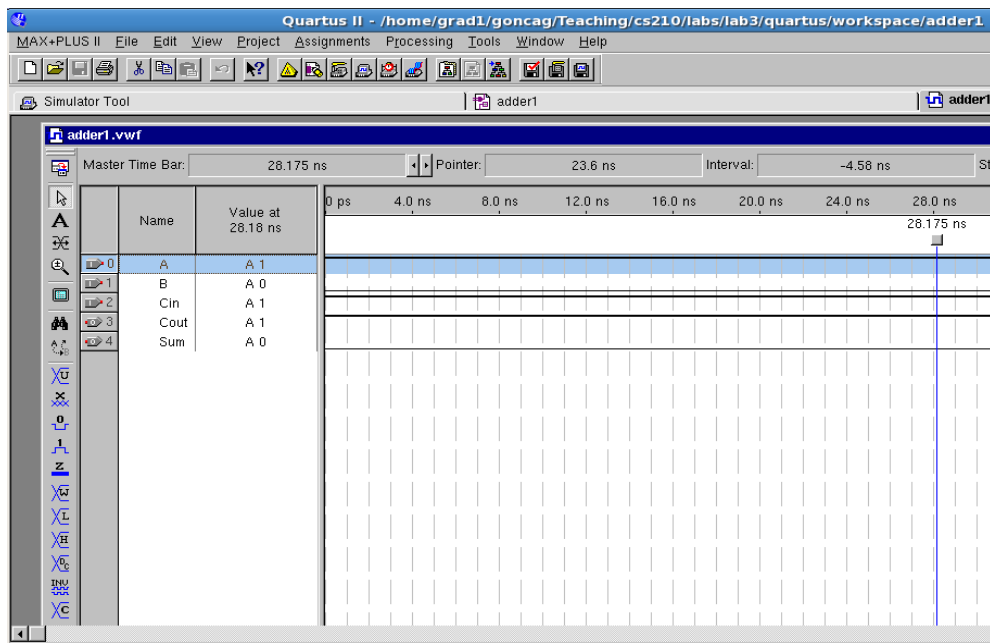 Quartus II - /home/grad1/goncag/Teaching/cs210/labs/lab3/quartus/workspace/adder1
MAX+PLUS II File Edit View Project Assignments Processing Tools Window Help
Simulator Tool adder1 adder1
adder1.vwf
Master Time Bar: 28.175 ns Pointer: 23.6 ns Interval: -4.58 ns St
Name Value at 28.18 ns
0 ps 4.0 ns 8.0 ns 12.0 ns 16.0 ns 20.0 ns 24.0 ns 28.0 ns
28.175 ns
0 A A 1
1 B A 0
2 Cin A 1
3 Cout A 1
4 Sum A 0